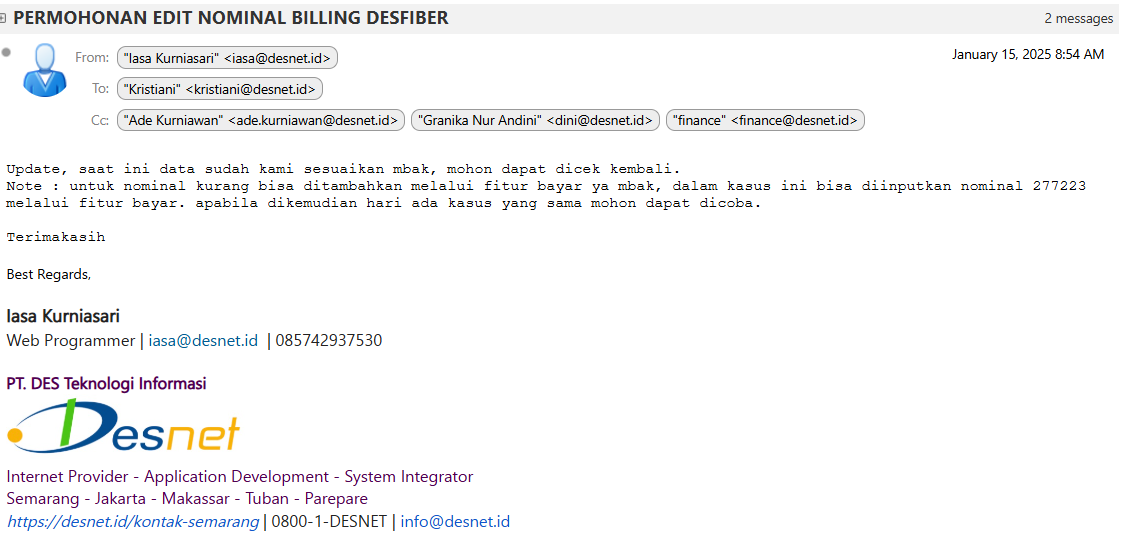 PERMOHONAN EDIT NOMINAL BILLING DESFIBER
2 messages
From: "Iasa Kurniasari" <iasa@desnet.id>
January 15, 2025 8:54 AM
To: "Kristiani" <kristiani@desnet.id>
Cc: "Ade Kurniawan" <ade.kurniawan@desnet.id> "Granika Nur Andini" <dini@desnet.id> "finance" <finance@desnet.id>
Update, saat ini data sudah kami sesuaikan mbak, mohon dapat dicek kembali.
Note : untuk nominal kurang bisa ditambahkan melalui fitur bayar ya mbak, dalam kasus ini bisa diinputkan nominal 277223
melalui fitur bayar. apabila dikemudian hari ada kasus yang sama mohon dapat dicoba.
Terimakasih
Best Regards,
Iasa Kurniasari
Web Programmer | iasa@desnet.id | 085742937530
PT. DES Teknologi Informasi
Desnet
Internet Provider - Application Development - System Integrator
Semarang - Jakarta - Makassar - Tuban - Parepare
https://desnet.id/kontak-semarang | 0800-1-DESNET | info@desnet.id